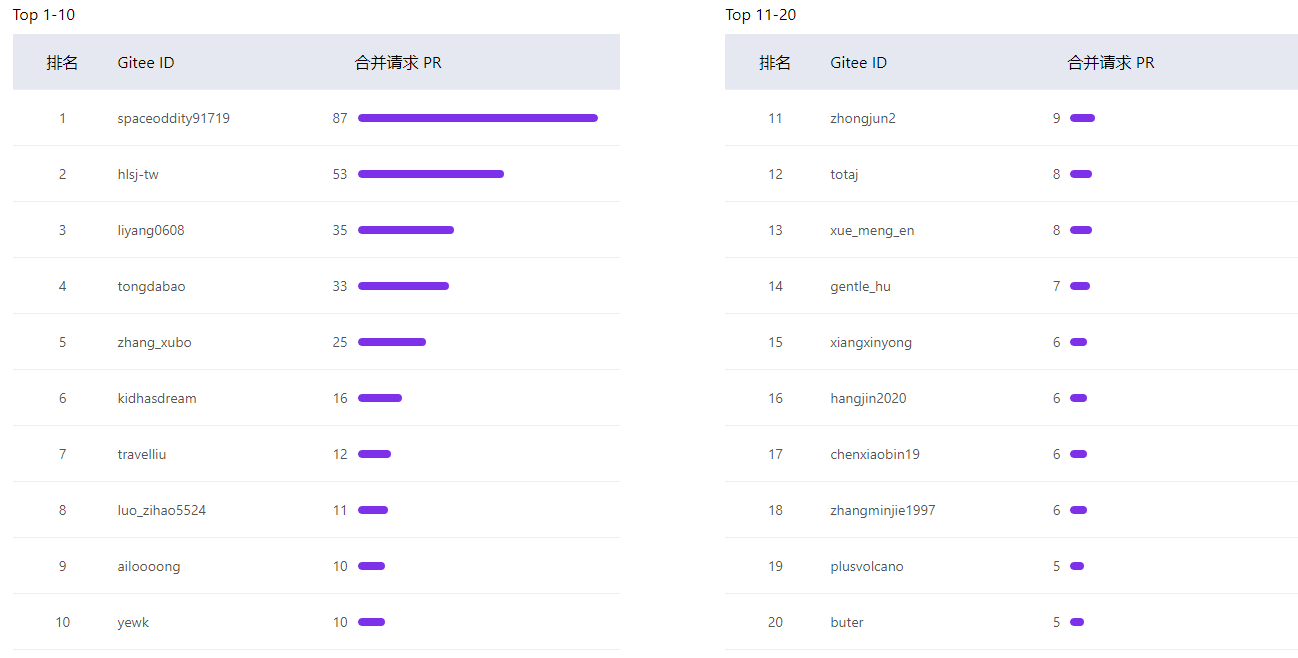 Top 1-10
排名 Gitee ID 合并请求 PR
1 spaceoddity91719 87
2 hlsj-tw 53
3 liyang0608 35
4 tongdabao 33
5 zhang_xubo 25
6 kidhasdream 16
7 travelliu 12
8 luo_zihao5524 11
9 ailoooong 10
10 yewk 10
Top 11-20
排名 Gitee ID 合并请求 PR
11 zhongjun2 9
12 totaj 8
13 xue_meng_en 8
14 gentle_hu 7
15 xiangxinyong 6
16 hangjin2020 6
17 chenxiaobin19 6
18 zhangminjie1997 6
19 plusvolcano 5
20 buter 5